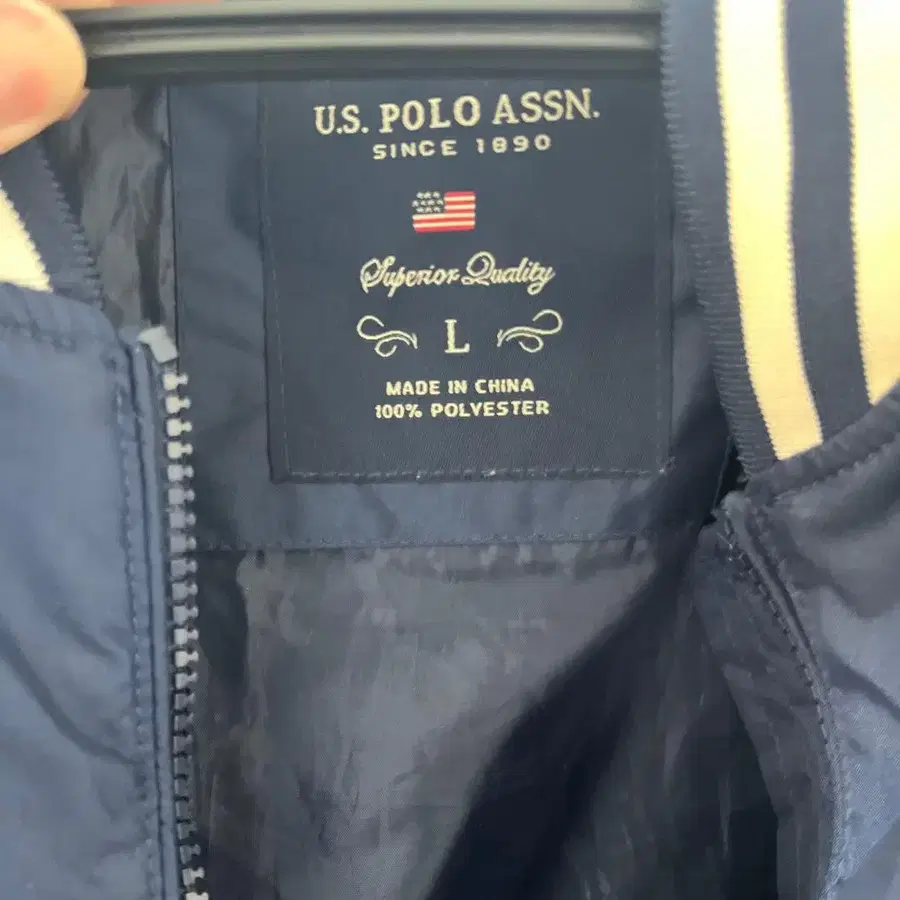 U.S. POLO ASSN.
SINCE 1890
Superior Quality
L
MADE IN CHINA
100% POLYESTER